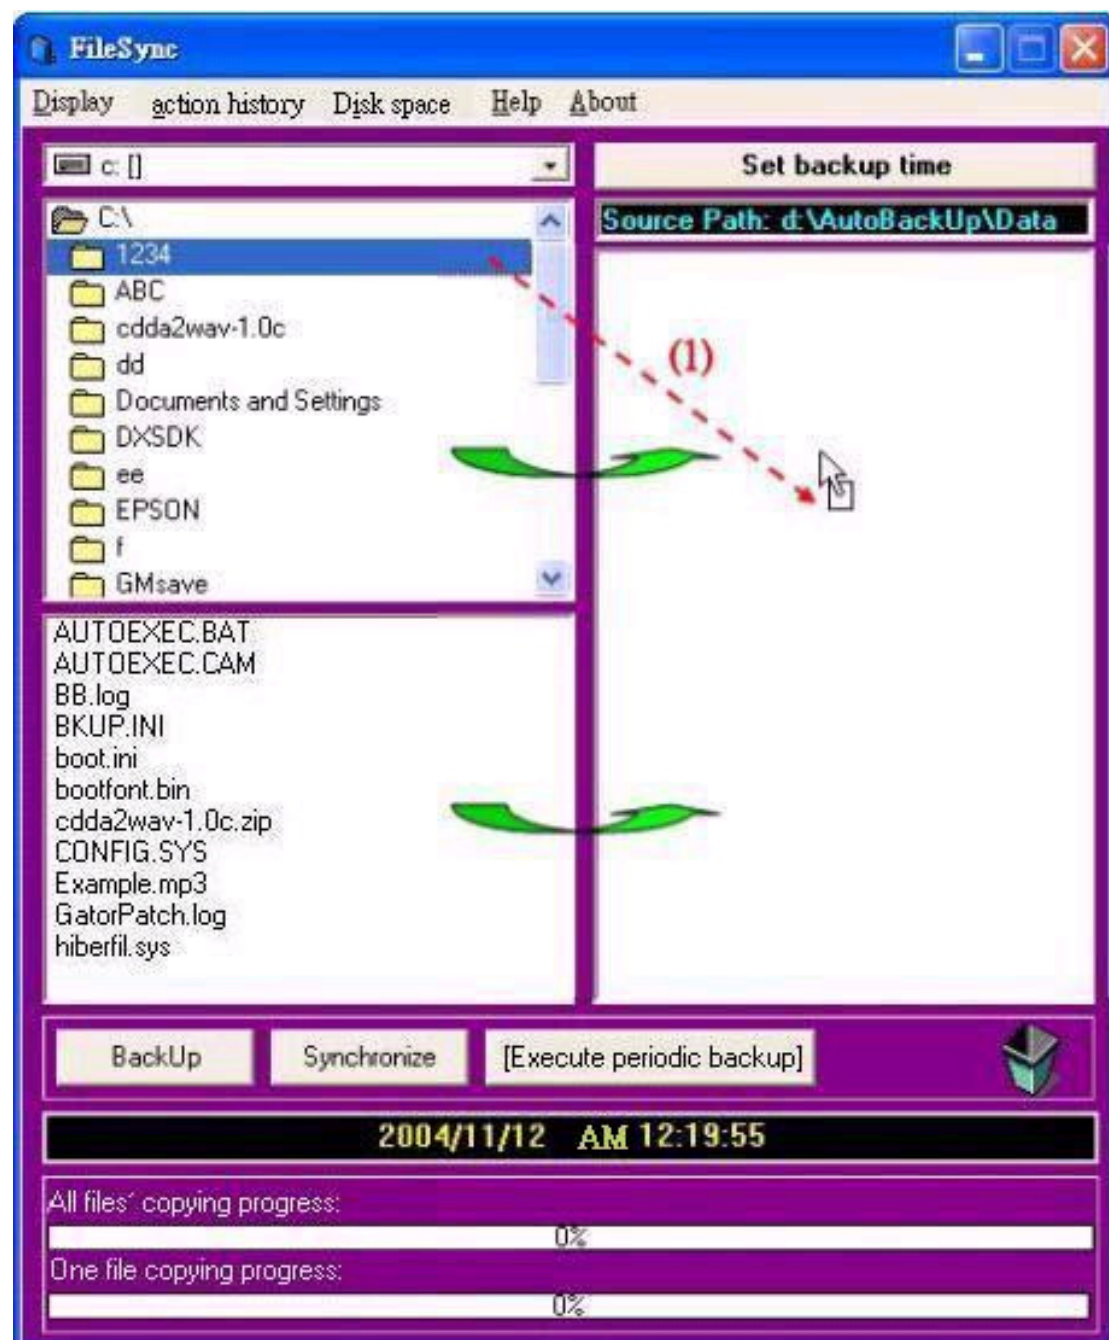 FileSync
Display action history Disk space Help About
c: []
Set backup time
C:\
Source Path: d:\AutoBackUp\Data
1234
ABC
cdda2wav-1.0c
dd
Documents and Settings
DXSDK
ee
EPSON
f
GMsave
(1)
AUTOEXEC.BAT
AUTOEXEC.CAM
BB.log
BKUP.INI
boot.ini
bootfont.bin
cdda2wav-1.0c.zip
CONFIG.SYS
Example.mp3
GatorPatch.log
hiberfil.sys
BackUp Synchronize [Execute periodic backup]
2004/11/12 AM 12:19:55
All files' copying progress:
0%
One file copying progress:
0%